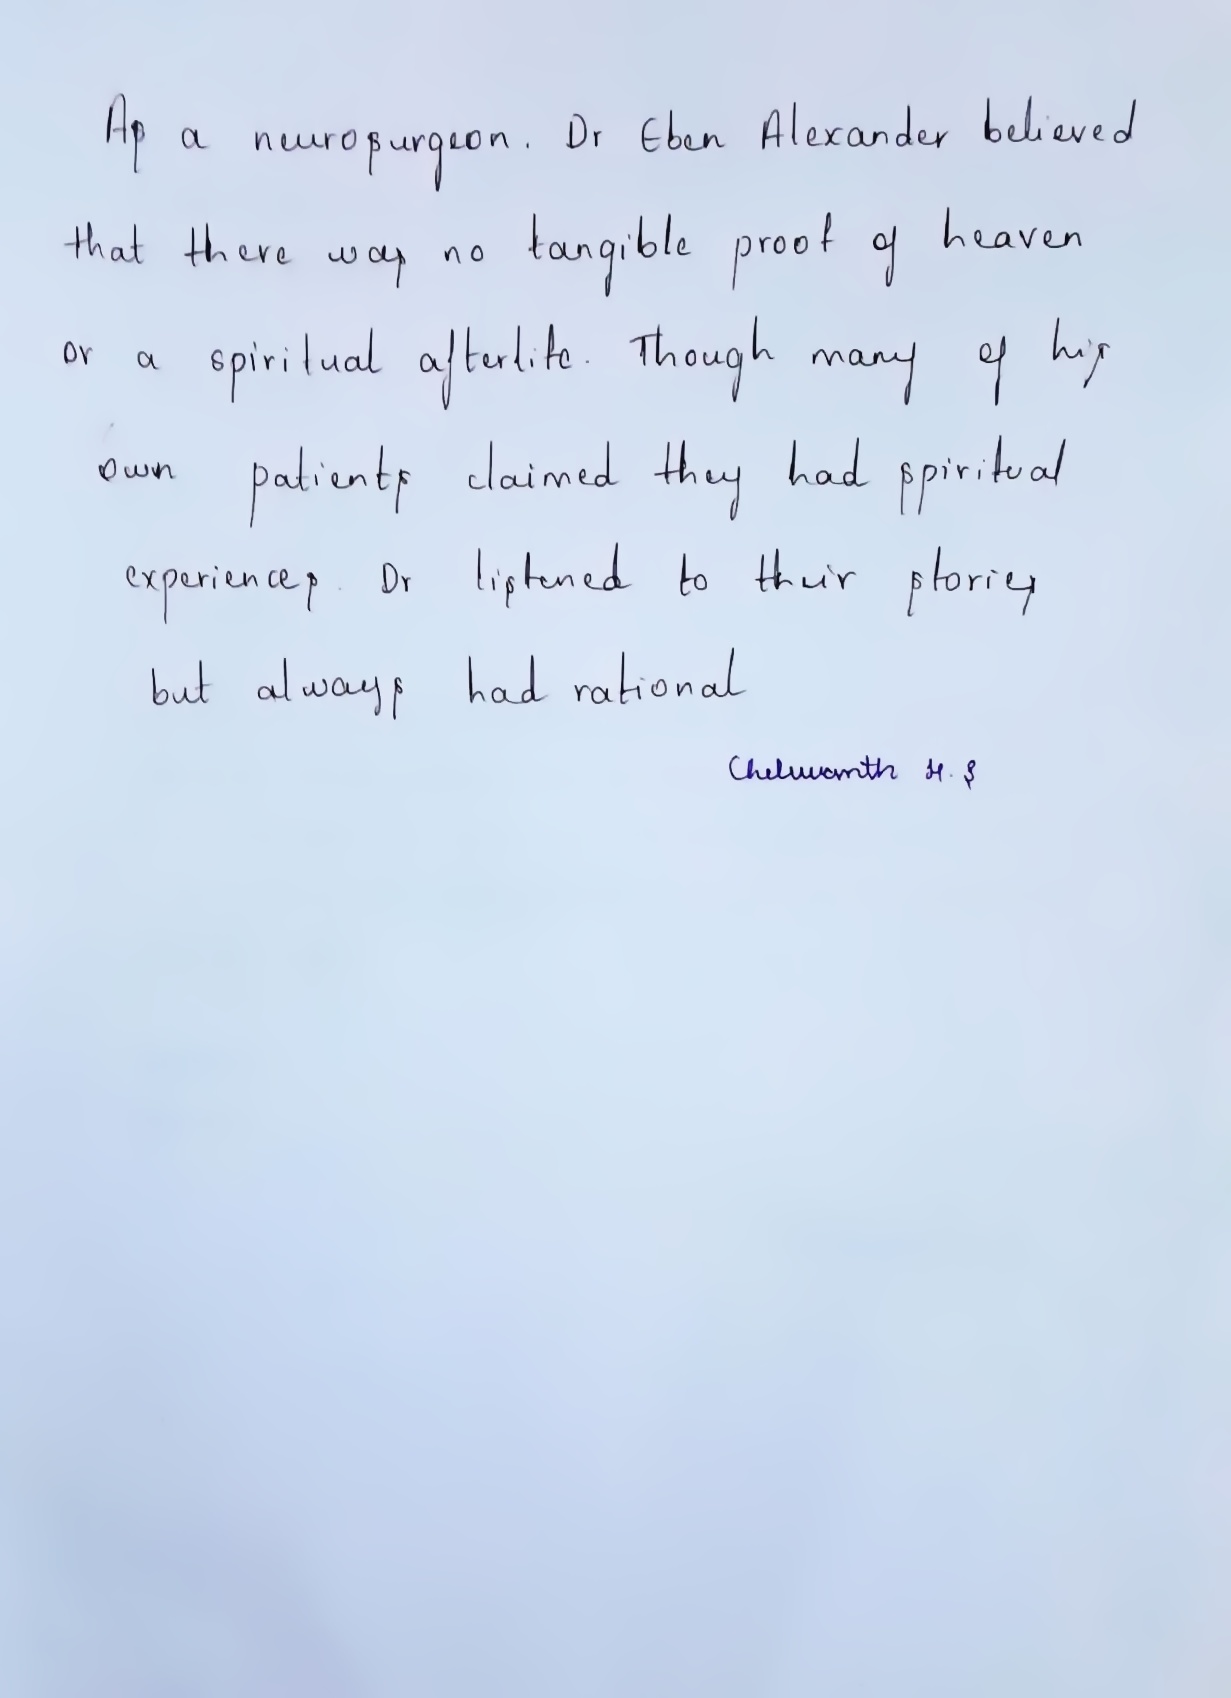 As a neurosurgeon. Dr Eben Alexander believed
that there was no tangible proof of heaven
or a spiritual afterlife. Though many of his
own patients claimed they had spiritual
experiences. Dr listened to their stories
but always had rational
Cheluvamth H. S